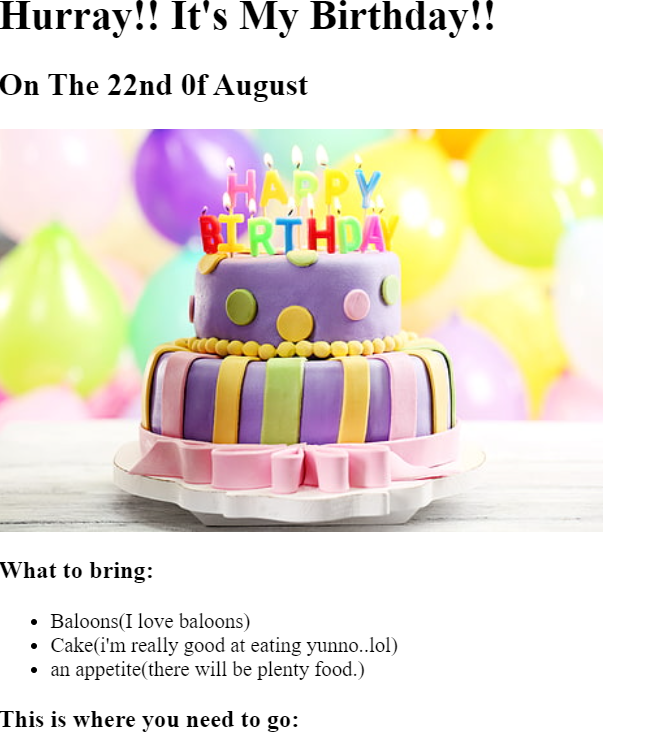 Hurray!! It's My Birthday!!
On The 22nd 0f August
HAPPY
BIRTHDAY
What to bring:
Baloons(I love baloons)
Cake(i'm really good at eating yunno..lol)
an appetite(there will be plenty food.)
This is where you need to go: